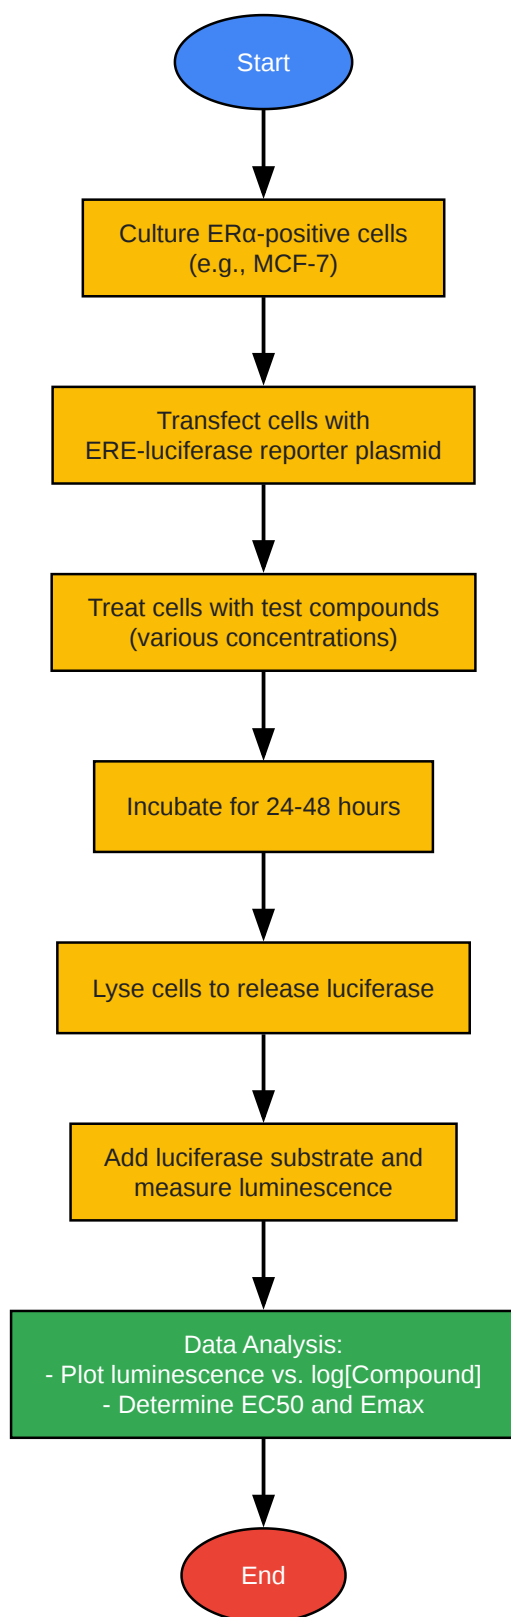 Start
Culture ERα-positive cells
(e.g., MCF-7)
Transfect cells with
ERE-luciferase reporter plasmid
Treat cells with test compounds
(various concentrations)
Incubate for 24-48 hours
Lyse cells to release luciferase
Add luciferase substrate and
measure luminescence
Data Analysis:
- Plot luminescence vs. log[Compound]
- Determine EC50 and Emax
End